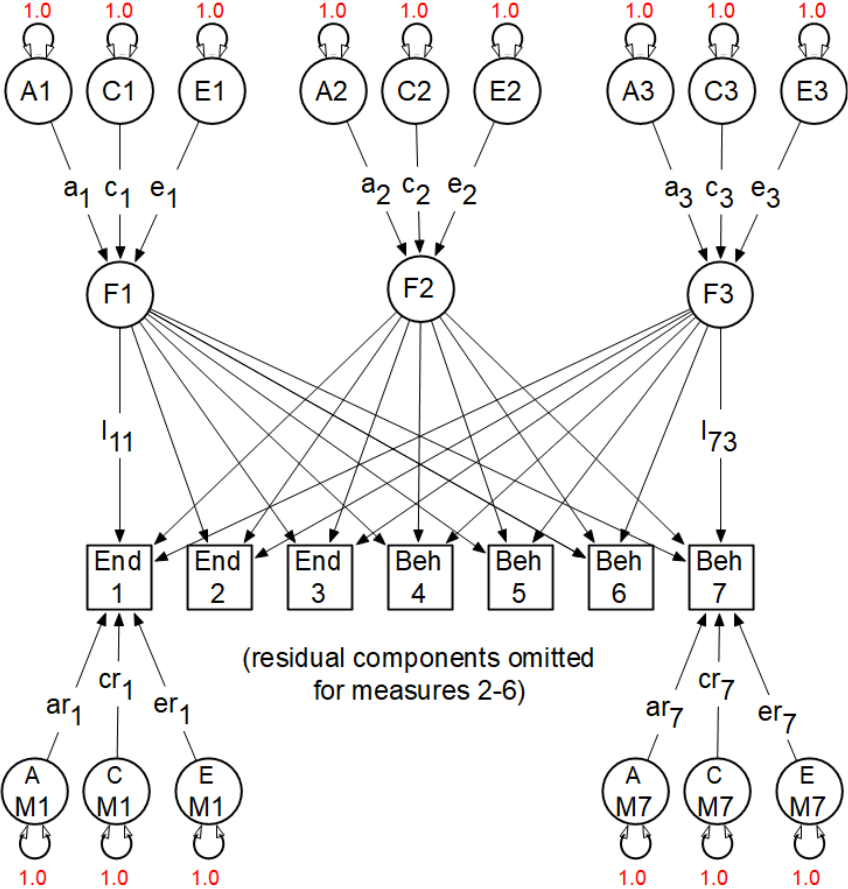 1.0 1.0 1.0 1.0 1.0 1.0 1.0 1.0 1.0
A1 C1 E1 A2 C2 E2 A3 C3 E3
a1 c1 e1 a2 c2 e2 a3 c3 e3
F1 F2 F3
l11 l73
End End End Beh Beh Beh Beh
1 2 3 4 5 6 7
(residual components omitted
for measures 2-6)
ar1 cr1 er1 ar7 cr7 er7
A C E A C E
M1 M1 M1 M7 M7 M7
1.0 1.0 1.0 1.0 1.0 1.0